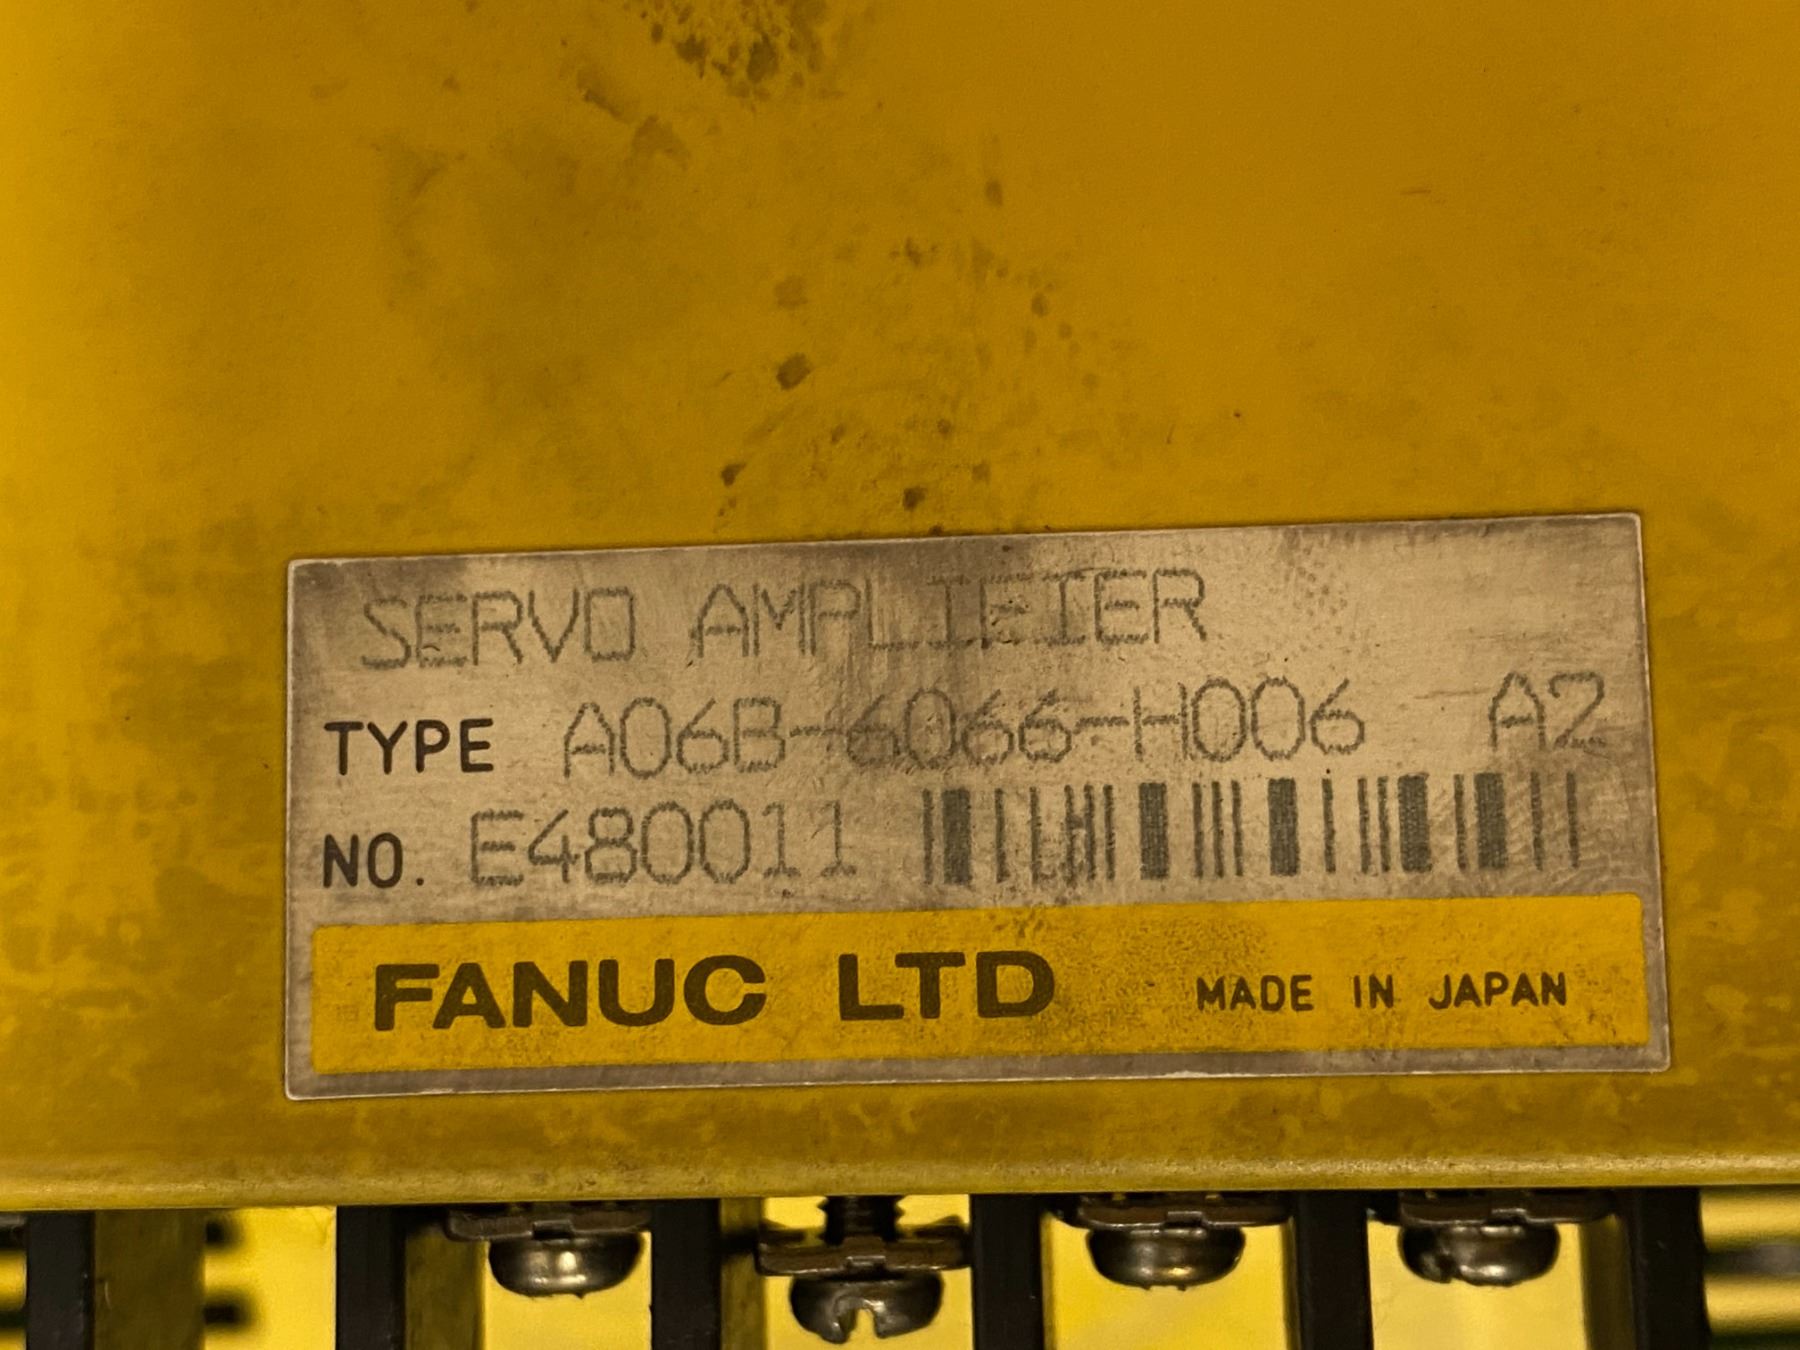 SERVO AMPLIFIER
TYPE A06B-6066-H006 A2
NO. E480011
FANUC LTD MADE IN JAPAN